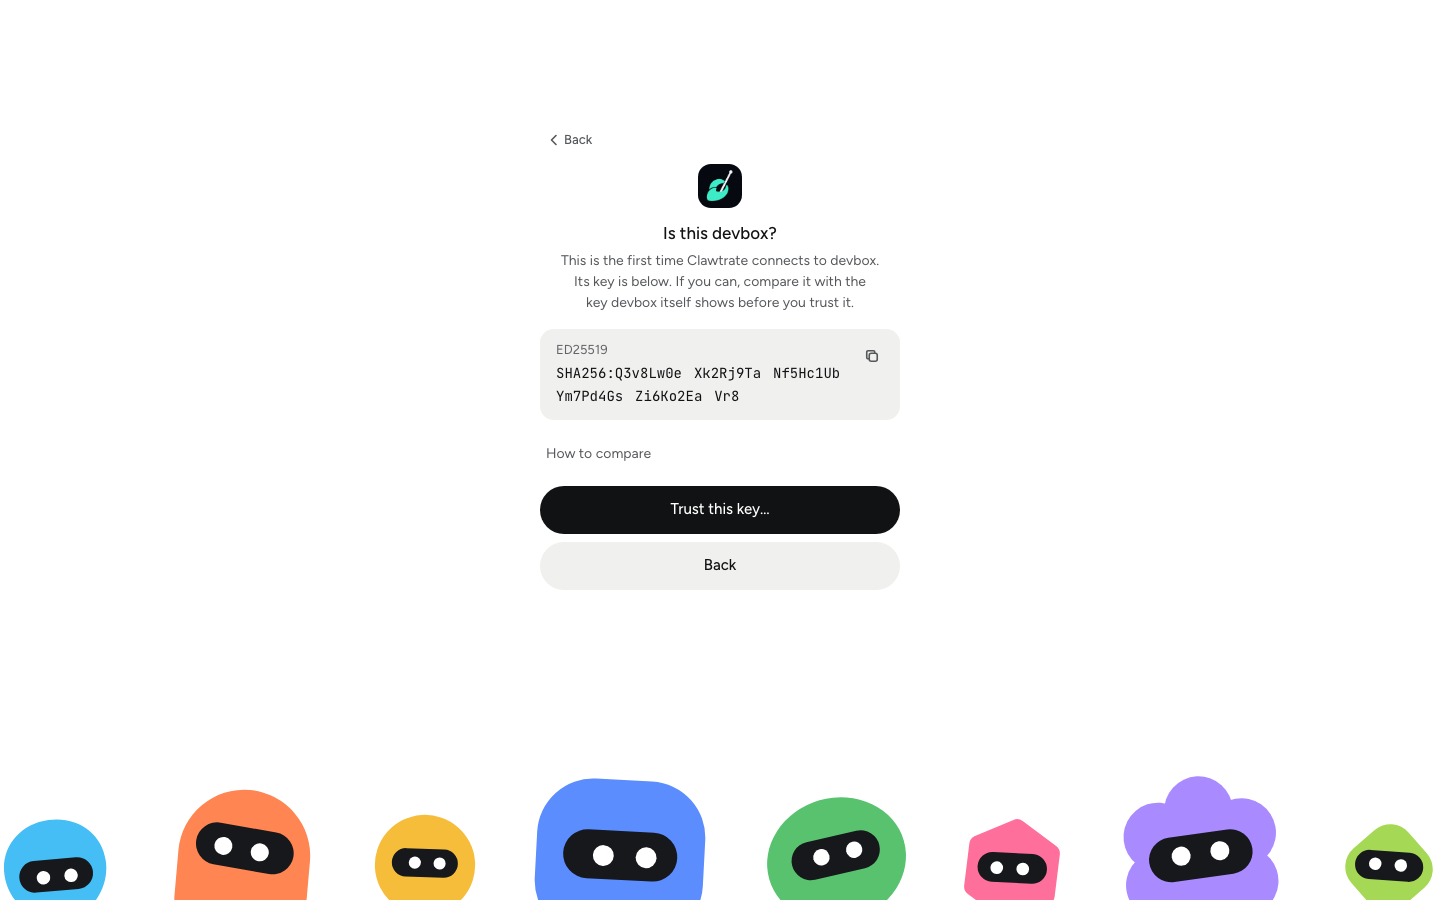 Back
Is this devbox?
This is the first time Clawtrate connects to devbox.
Its key is below. If you can, compare it with the
key devbox itself shows before you trust it.
ED25519
SHA256:Q3v8Lw0e Xk2Rj9Ta Nf5Hc1Ub
Ym7Pd4Gs Zi6Ko2Ea Vr8
How to compare
Trust this key…
Back